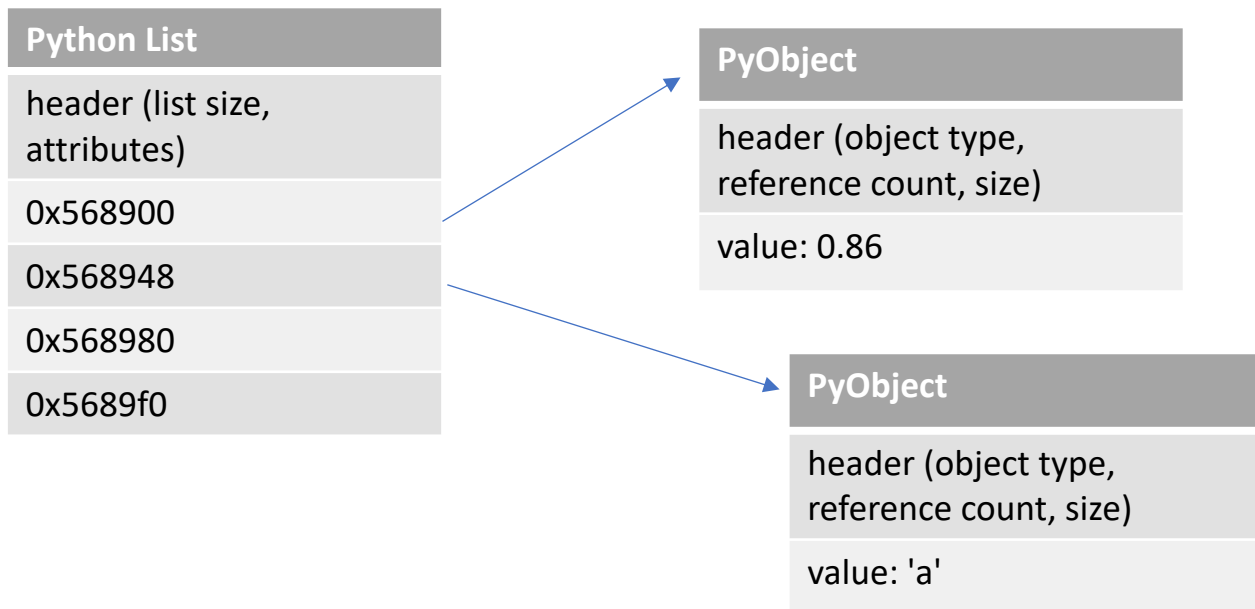 Python List
header (list size,
attributes)
0x568900
0x568948
0x568980
0x5689f0
PyObject
header (object type,
reference count, size)
value: 0.86
PyObject
header (object type,
reference count, size)
value: 'a'